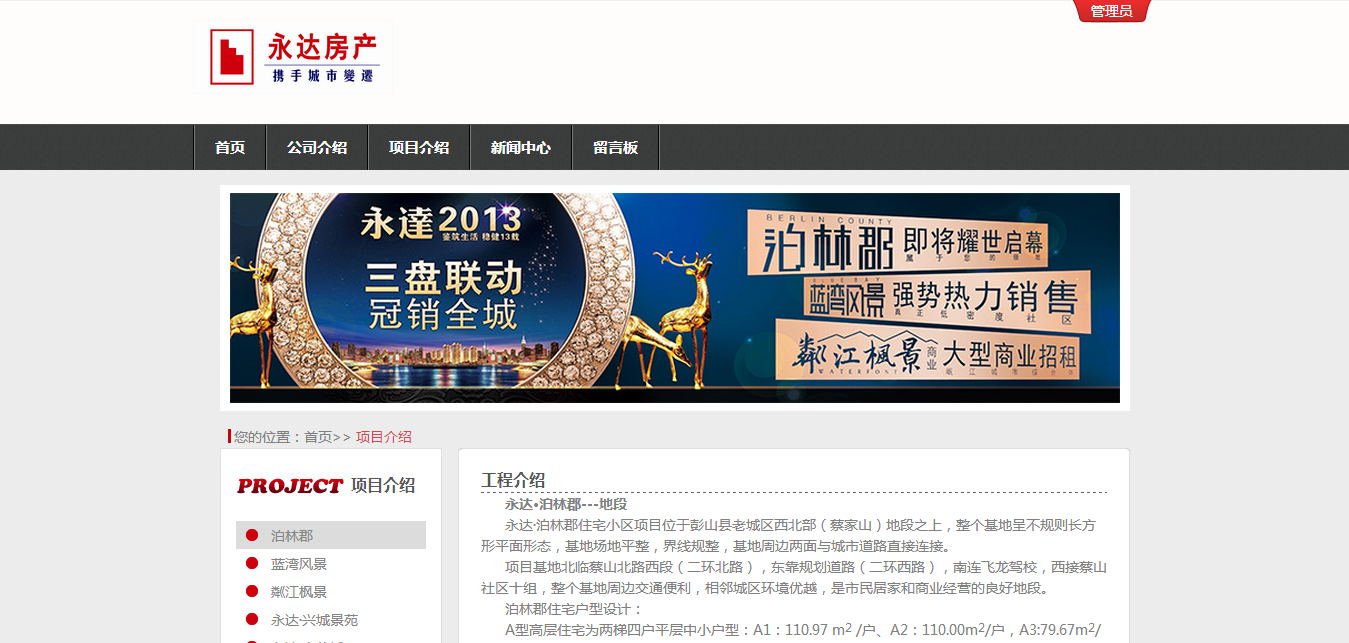 管理员
永达房产
携手城市變遷
首页 公司介绍 项目介绍 新闻中心 留言板
永達2013
鉴筑生活 稳健13载
三盘联动
冠销全城
BERLIN COUNTY
泊林郡 即将耀世启幕
属于您的领地
蓝湾风景 强势热力销售
真正低密度社区
粼江枫景 商业 大型商业招租
WATERFRONT
您的位置：首页>> 项目介绍
PROJECT 项目介绍
泊林郡
蓝湾风景
粼江枫景
永达·兴城景苑
工程介绍
永达•泊林郡---地段
永达·泊林郡住宅小区项目位于彭山县老城区西北部（蔡家山）地段之上，整个基地呈不规则长方
形平面形态，基地场地平整，界线规整，基地周边两面与城市道路直接连接。
项目基地北临蔡山北路西段（二环北路），东靠规划道路（二环西路），南连飞龙驾校，西接蔡山
社区十组，整个基地周边交通便利，相邻城区环境优越，是市民居家和商业经营的良好地段。
泊林郡住宅户型设计：
A型高层住宅为两梯四户平层中小户型：A1：110.97 m2 /户、A2：110.00m2/户，A3:79.67m2/